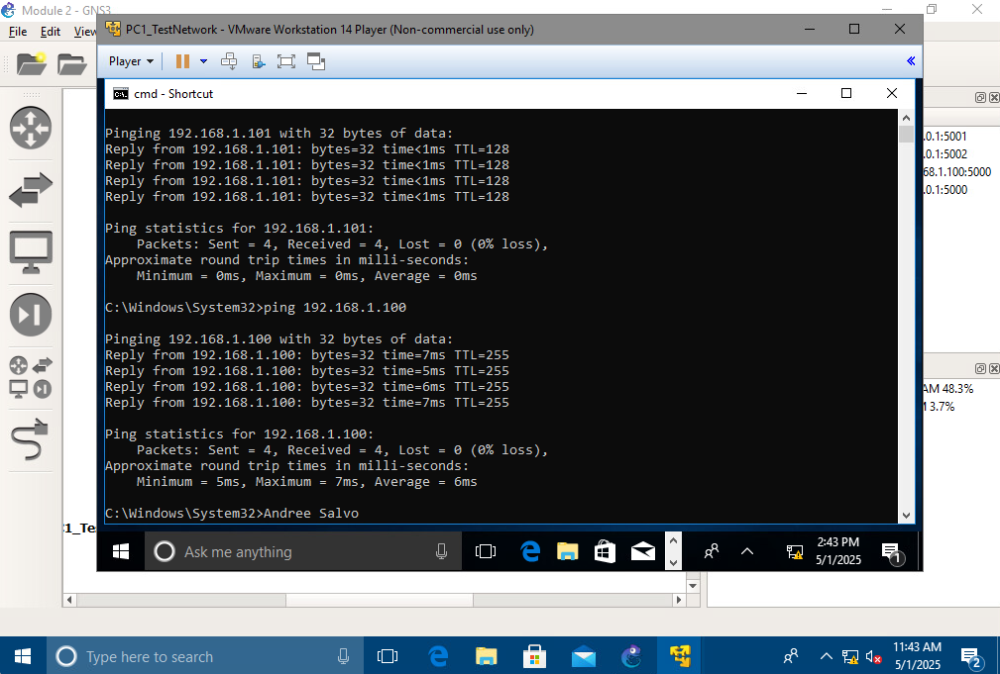 Module 2 - GNS3
File Edit View
PC1_TestNetwork - VMware Workstation 14 Player (Non-commercial use only)
Player
cmd - Shortcut
Pinging 192.168.1.101 with 32 bytes of data:
Reply from 192.168.1.101: bytes=32 time<1ms TTL=128
Reply from 192.168.1.101: bytes=32 time<1ms TTL=128
Reply from 192.168.1.101: bytes=32 time<1ms TTL=128
Reply from 192.168.1.101: bytes=32 time<1ms TTL=128
Ping statistics for 192.168.1.101:
Packets: Sent = 4, Received = 4, Lost = 0 (0% loss),
Approximate round trip times in milli-seconds:
Minimum = 0ms, Maximum = 0ms, Average = 0ms
C:\Windows\System32>ping 192.168.1.100
Pinging 192.168.1.100 with 32 bytes of data:
Reply from 192.168.1.100: bytes=32 time=7ms TTL=255
Reply from 192.168.1.100: bytes=32 time=5ms TTL=255
Reply from 192.168.1.100: bytes=32 time=6ms TTL=255
Reply from 192.168.1.100: bytes=32 time=7ms TTL=255
Ping statistics for 192.168.1.100:
Packets: Sent = 4, Received = 4, Lost = 0 (0% loss),
Approximate round trip times in milli-seconds:
Minimum = 5ms, Maximum = 7ms, Average = 6ms
C:\Windows\System32>Andree Salvo
.0.1:5001
.0.1:5002
68.1.100:5000
.0.1:5000
AM 48.3%
1 3.7%
C1_Te
Ask me anything
2:43 PM
5/1/2025
1
Type here to search
11:43 AM
5/1/2025
2